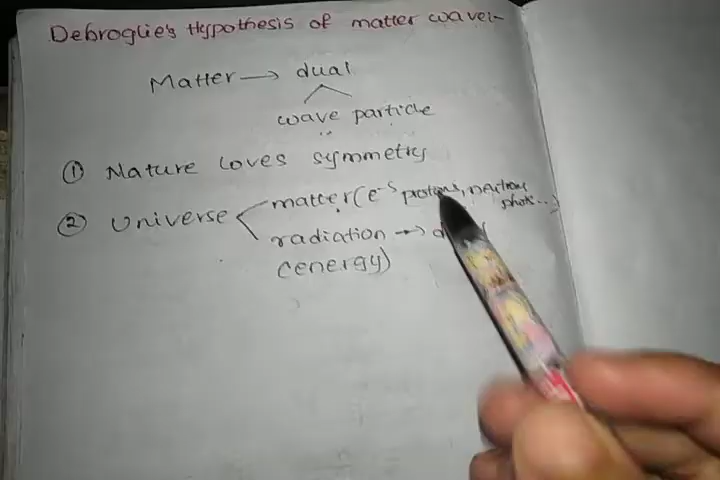 Debroglie's Hypothesis of matter wave:-
Matter → dual
wave particle
① Nature loves symmetry
② Universe matter (e⁻s protons, neutrons
photo...)
radiation → d
(energy)